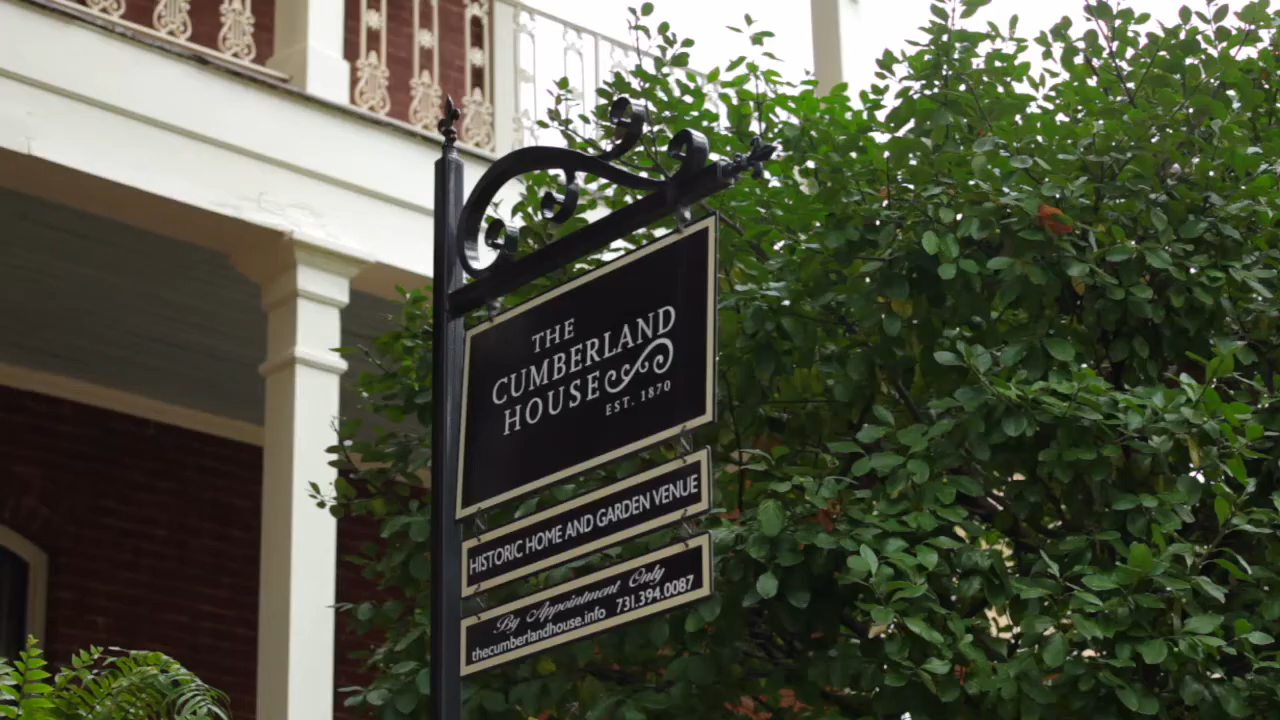 THE
CUMBERLAND
HOUSE
EST. 1870
HISTORIC HOME AND GARDEN VENUE
By Appointment Only
thecumberlandhouse.info 731.394.0087